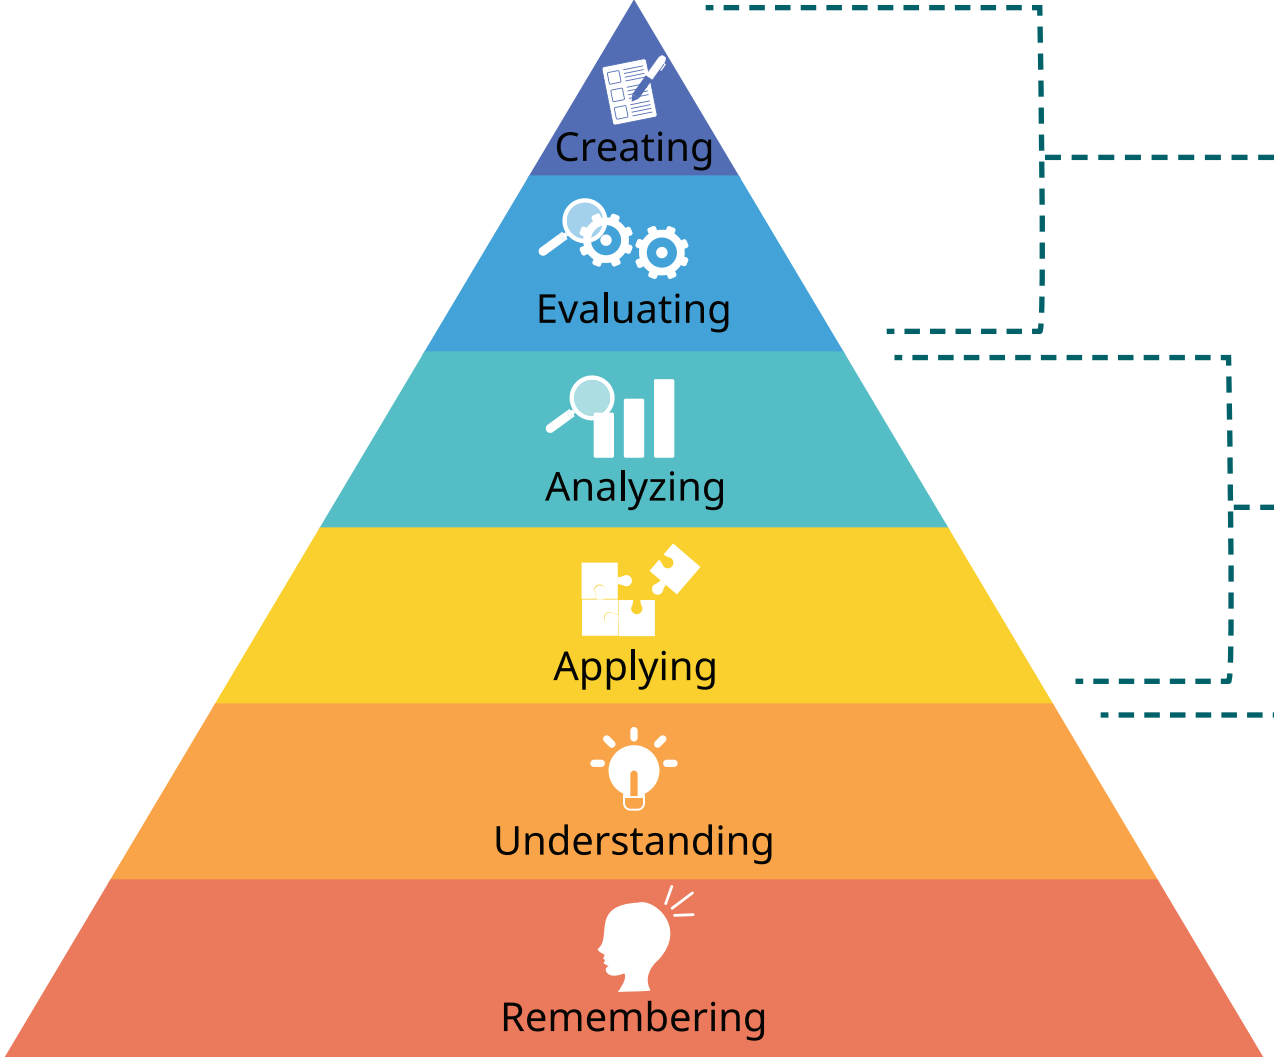 Creating
Evaluating
Analyzing
Applying
Understanding
Remembering